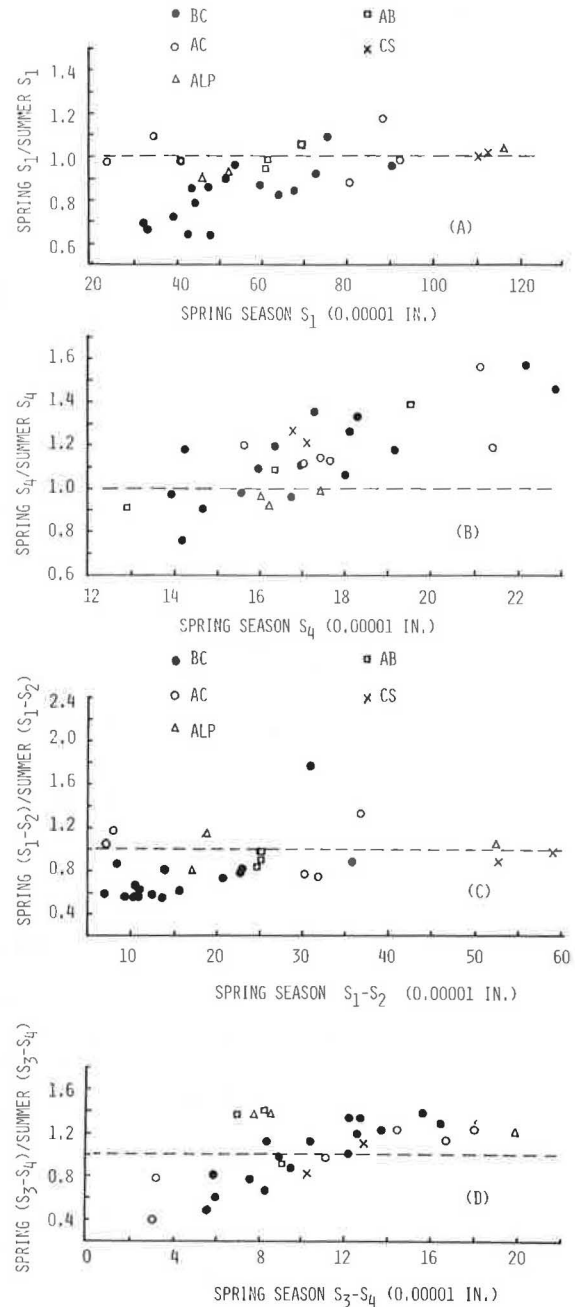 BC
AB
AC
CS
ALP
SPRING S1/SUMMER S1
1.4
1.2
1.0
0.8
0.6
(A)
20 40 60 80 100 120
SPRING SEASON S1 (0.00001 IN.)
SPRING S4/SUMMER S4
1.6
1.4
1.2
1.0
0.8
0.6
(B)
12 14 16 18 20 22
SPRING SEASON S4 (0.00001 IN.)
BC
AB
AC
CS
ALP
SPRING (S1-S2)/SUMMER (S1-S2)
2.4
2.0
1.6
1.2
0.8
0.4
(C)
10 20 30 40 50 60
SPRING SEASON S1-S2 (0.00001 IN.)
SPRING (S3-S4)/SUMMER (S3-S4)
1.6
1.2
0.8
0.4
(D)
0 4 8 12 16 20
SPRING SEASON S3-S4 (0.00001 IN.)